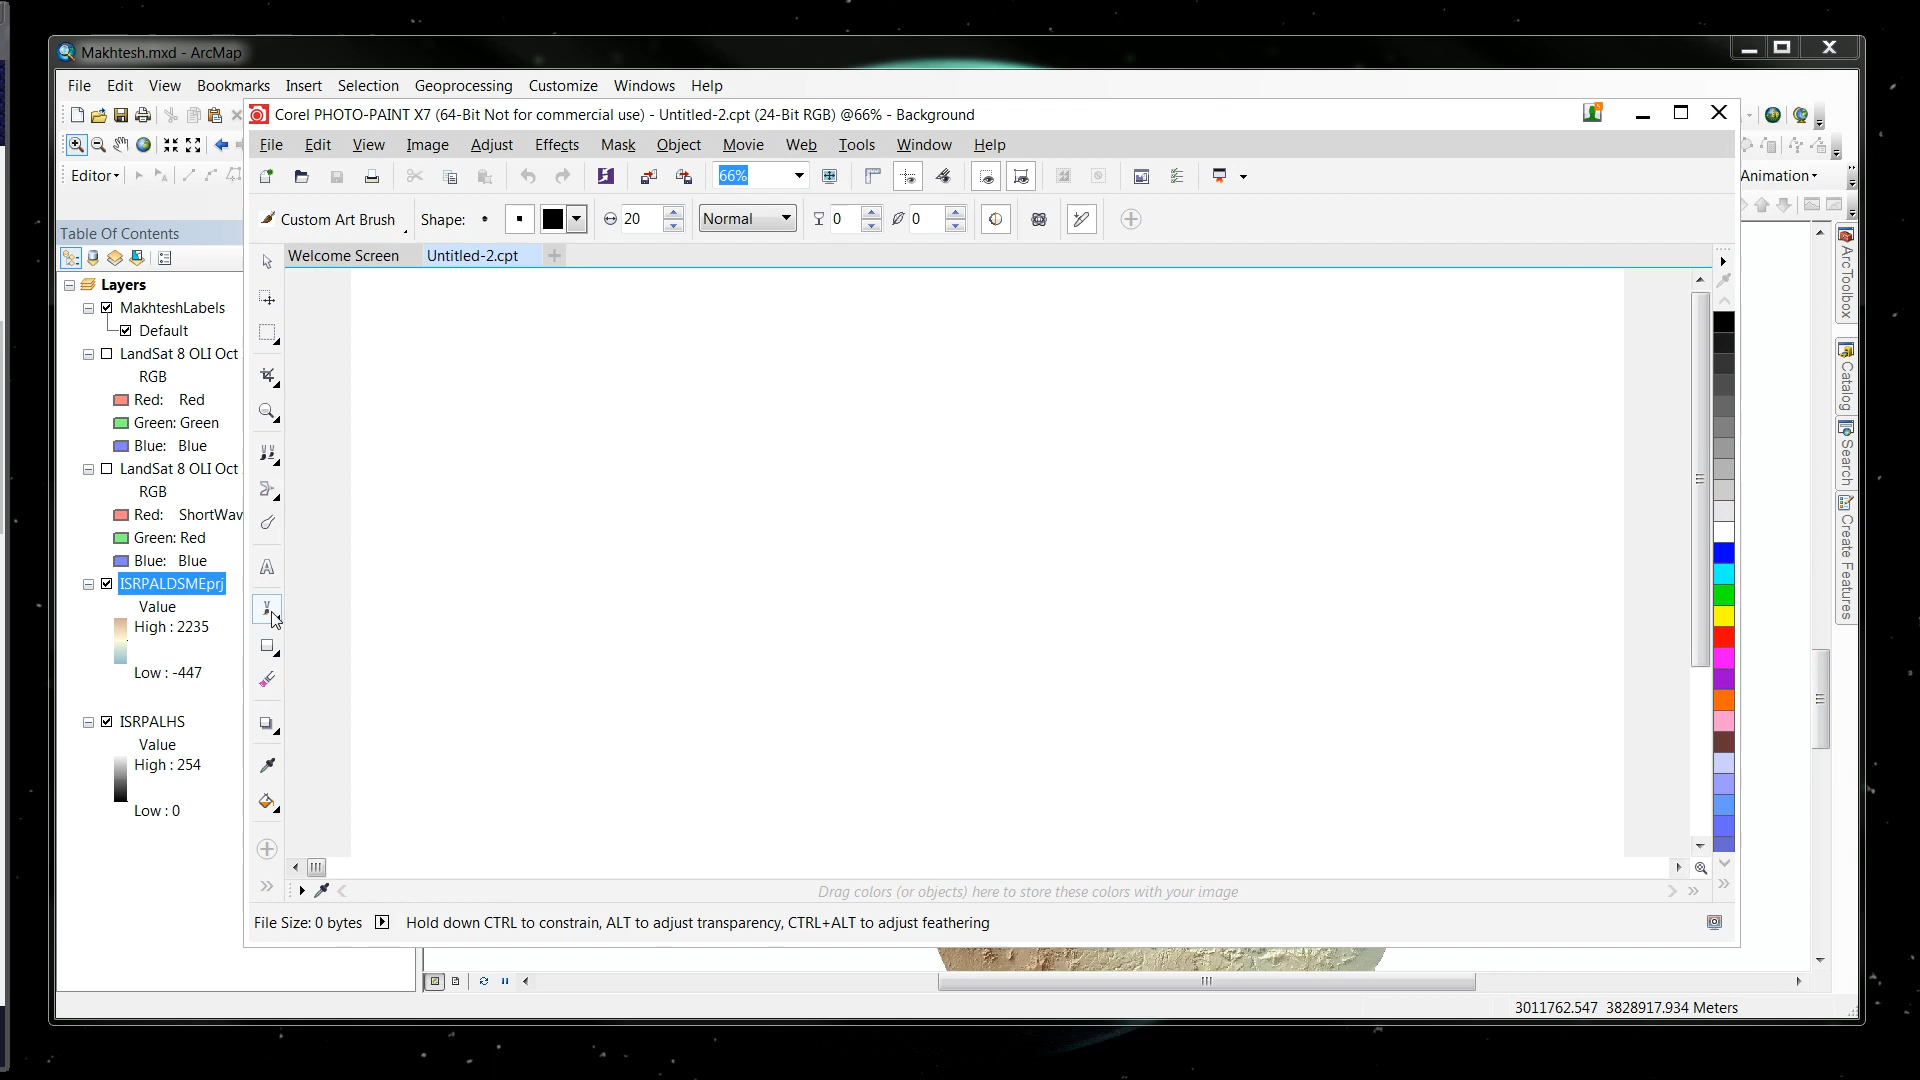 Makhtesh.mxd - ArcMap
File Edit View Bookmarks Insert Selection Geoprocessing Customize Windows Help
Corel PHOTO-PAINT X7 (64-Bit Not for commercial use) - Untitled-2.cpt (24-Bit RGB) @66% - Background
File Edit View Image Adjust Effects Mask Object Movie Web Tools Window Help
Editor
66%
Animation
Custom Art Brush Shape: 20 Normal 0 0
Table Of Contents
Welcome Screen Untitled-2.cpt
Layers
MakhteshLabels
Default
LandSat 8 OLI Oct
RGB
Red: Red
Green: Green
Blue: Blue
LandSat 8 OLI Oct
RGB
Red: ShortWav
Green: Red
Blue: Blue
ISRPALDSMEprj
Value
High : 2235
Low : -447
ISRPALHS
Value
High : 254
Low : 0
ArcToolbox
Catalog
Search
Create Features
Drag colors (or objects) here to store these colors with your image
File Size: 0 bytes Hold down CTRL to constrain, ALT to adjust transparency, CTRL+ALT to adjust feathering
3011762.547 3828917.934 Meters